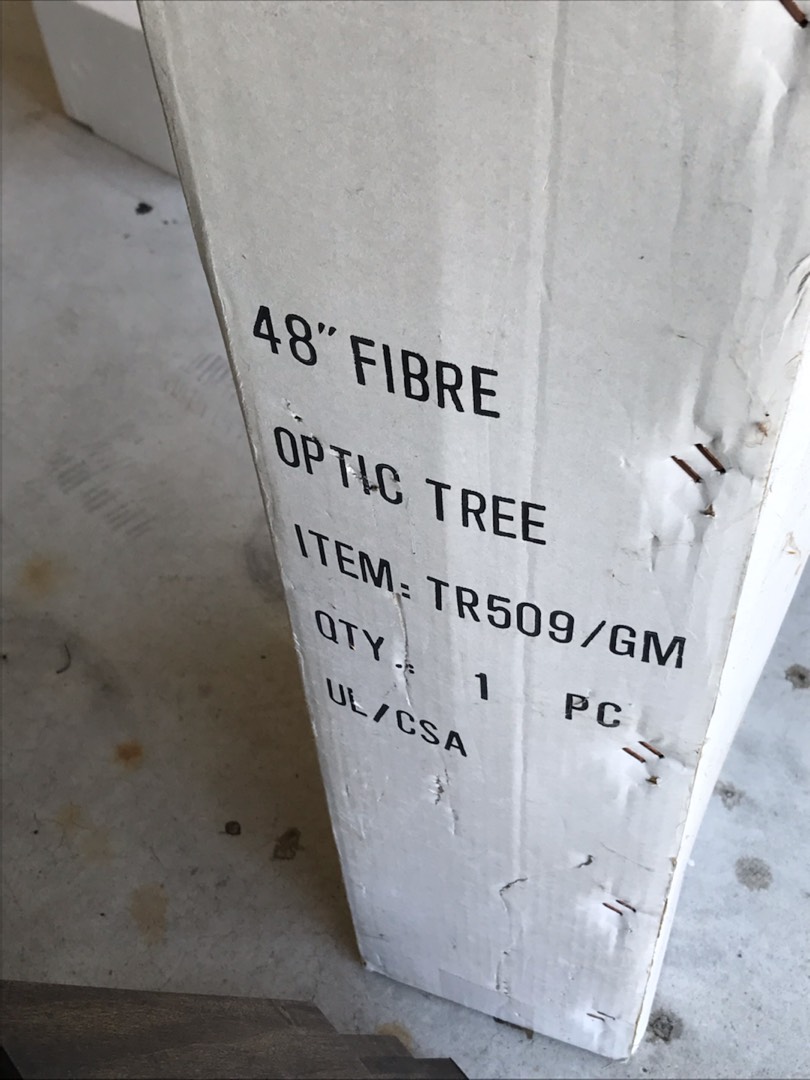 48" FIBRE
OPTIC TREE
ITEM: TR509/GM
QTY: 1 PC
UL/CSA